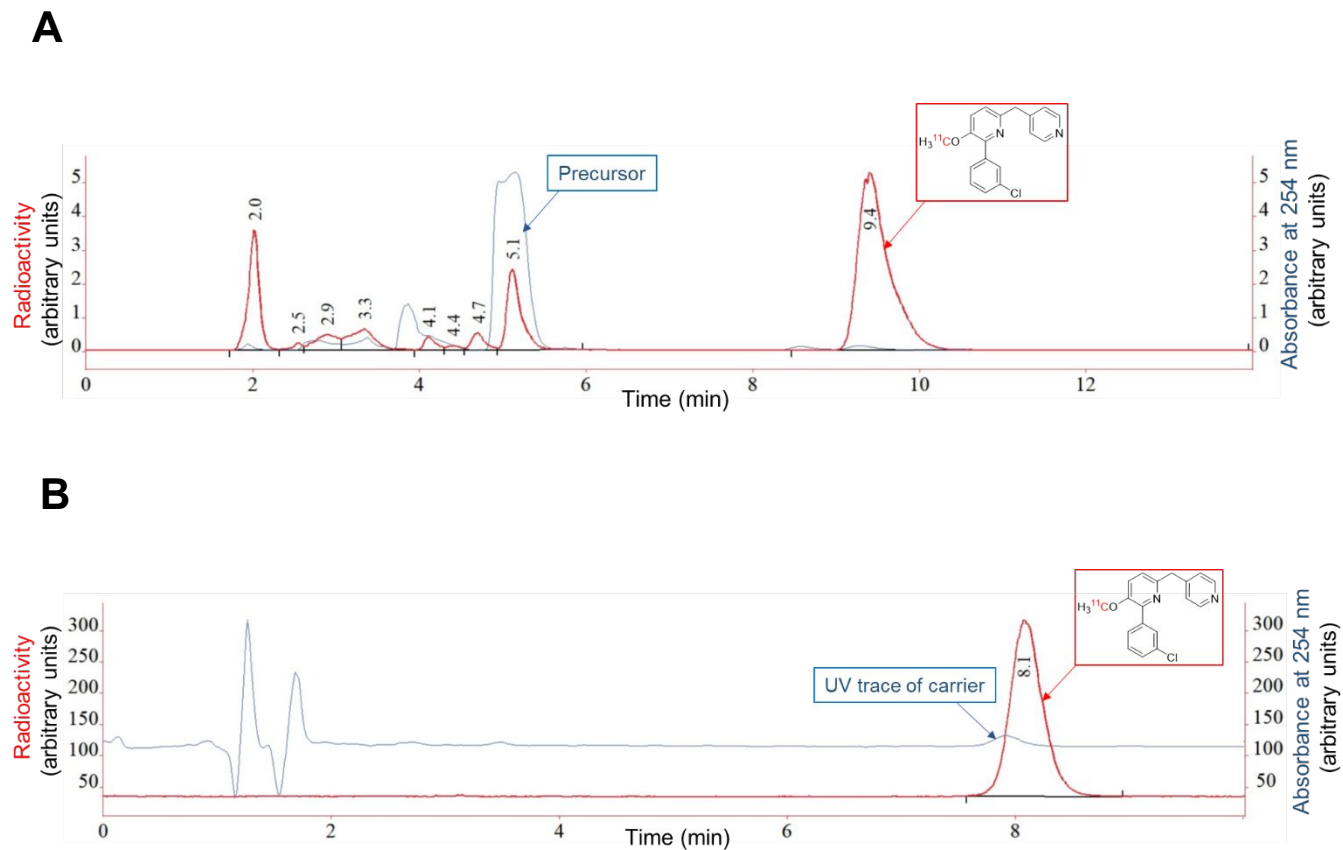 A
Radioactivity
(arbitrary units)
5
4
3
2
1
0
2.0
2.5
2.9
3.3
4.1
4.4
4.7
5.1
Precursor
9.4
H₃¹¹CO
N
N
Cl
5
4
3
2
1
0
Absorbance at 254 nm
(arbitrary units)
0
2
4
6
8
10
12
Time (min)
B
Radioactivity
(arbitrary units)
300
250
200
150
100
50
UV trace of carrier
8.1
H₃¹¹CO
N
N
Cl
300
250
200
150
100
50
Absorbance at 254 nm
(arbitrary units)
0
2
4
6
8
Time (min)